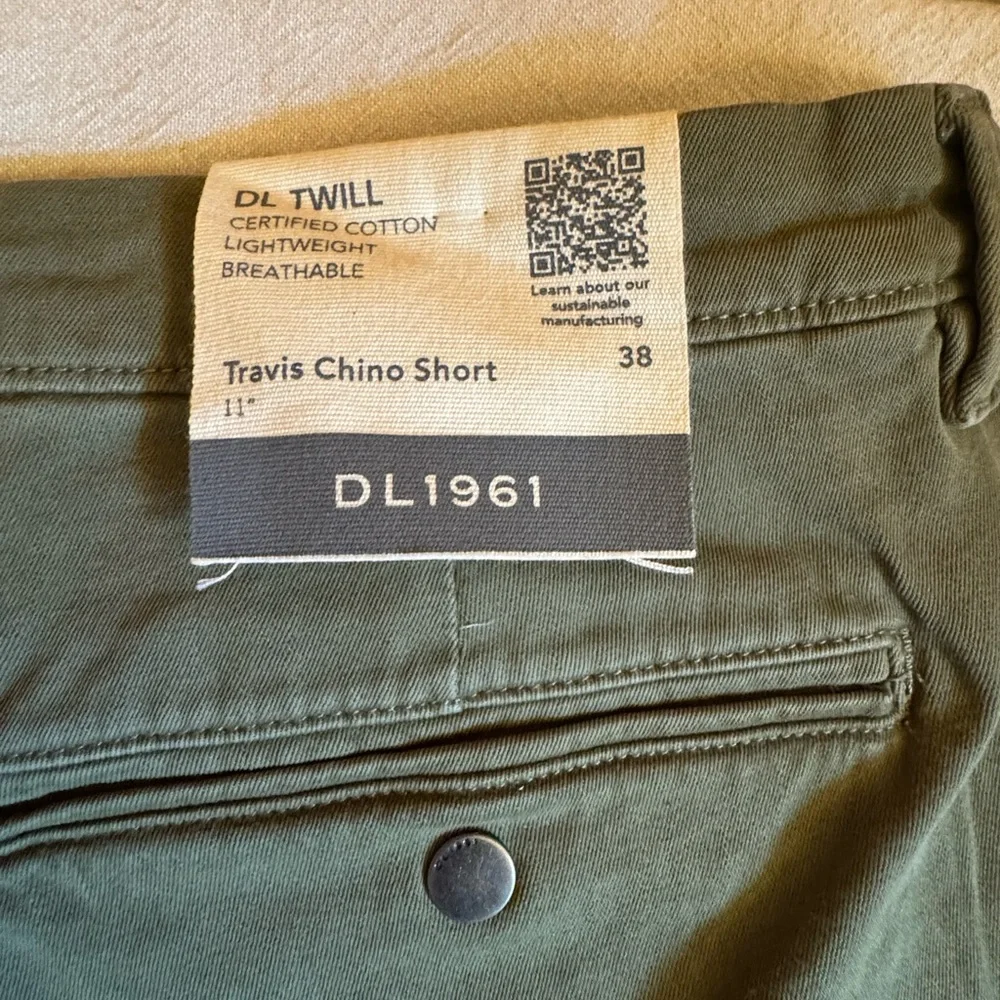 DL TWILL
CERTIFIED COTTON
LIGHTWEIGHT
BREATHABLE
Learn about our
sustainable
manufacturing
Travis Chino Short
38
11"
DL1961